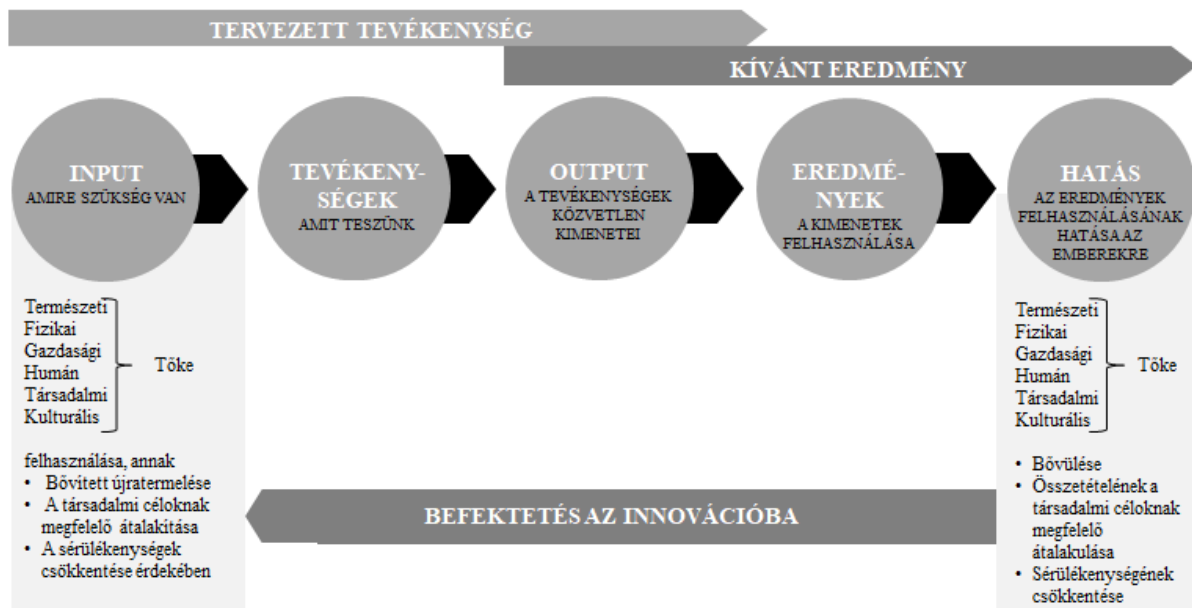 TERVEZETT TEVÉKENYSÉG
KÍVÁNT EREDMÉNY
INPUT
AMIRE SZÜKSÉG VAN
TEVÉKENY-
SÉGEK
AMIT TESZÜNK
OUTPUT
A TEVÉKENYSÉGEK
KÖZVETLEN
KIMENETEI
EREDMÉ-
NYEK
A KIMENETEK
FELHASZNÁLÁSA
HATÁS
AZ EREDMÉNYEK
FELHASZNÁLÁSÁNAK
HATÁSA AZ
EMBEREKRE
Természeti
Fizikai
Gazdasági
Humán
Társadalmi
Kulturális
Tőke
felhasználása, annak
• Bővített újratermelése
• A társadalmi céloknak
megfelelő átalakítása
• A sérülékenységek
csökkentése érdekében
BEFEKTETÉS AZ INNOVÁCIÓBA
Természeti
Fizikai
Gazdasági
Humán
Társadalmi
Kulturális
Tőke
• Bővülése
• Összetételének a
társadalmi céloknak
megfelelő
átalakulása
• Sérülékenységének
csökkentése